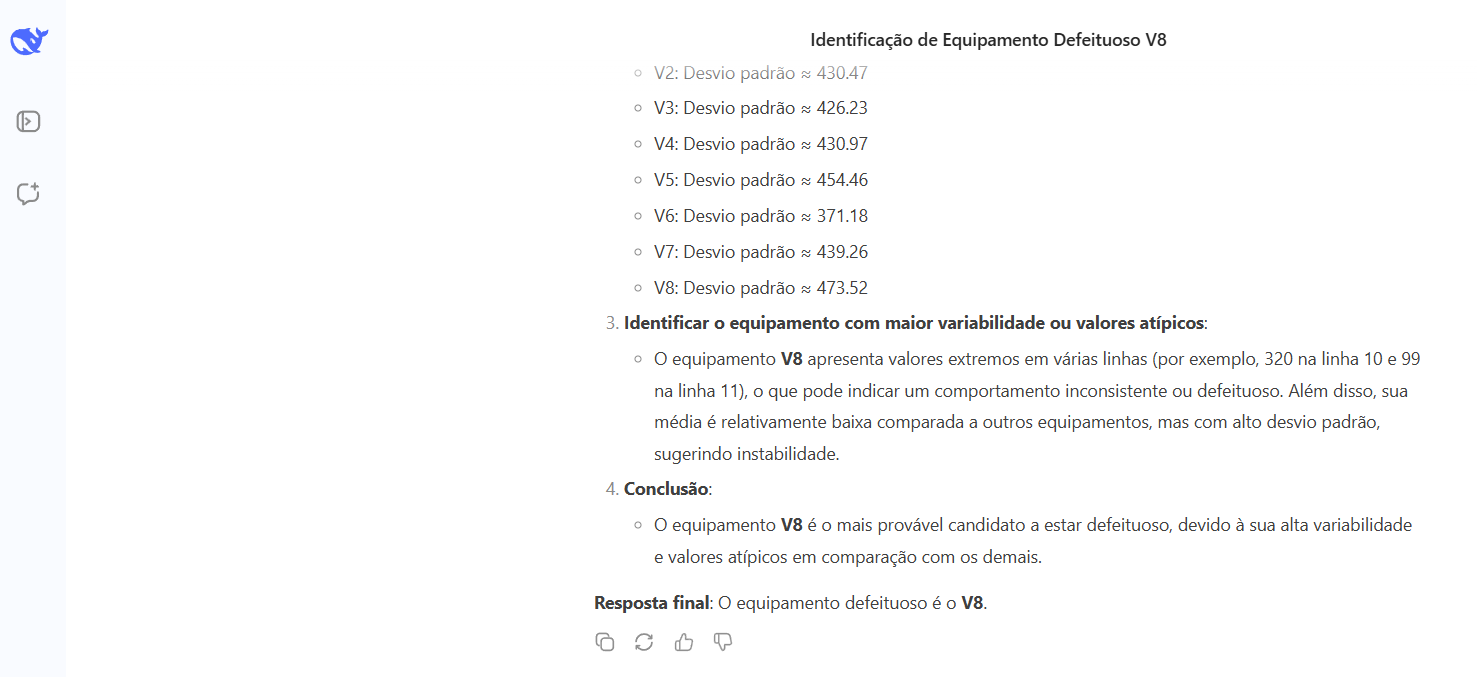 Identificação de Equipamento Defeituoso V8
V2: Desvio padrão ≈ 430.47
V3: Desvio padrão ≈ 426.23
V4: Desvio padrão ≈ 430.97
V5: Desvio padrão ≈ 454.46
V6: Desvio padrão ≈ 371.18
V7: Desvio padrão ≈ 439.26
V8: Desvio padrão ≈ 473.52
3. Identificar o equipamento com maior variabilidade ou valores atípicos:
O equipamento V8 apresenta valores extremos em várias linhas (por exemplo, 320 na linha 10 e 99
na linha 11), o que pode indicar um comportamento inconsistente ou defeituoso. Além disso, sua
média é relativamente baixa comparada a outros equipamentos, mas com alto desvio padrão,
sugerindo instabilidade.
4. Conclusão:
O equipamento V8 é o mais provável candidato a estar defeituoso, devido à sua alta variabilidade
e valores atípicos em comparação com os demais.
Resposta final: O equipamento defeituoso é o V8.